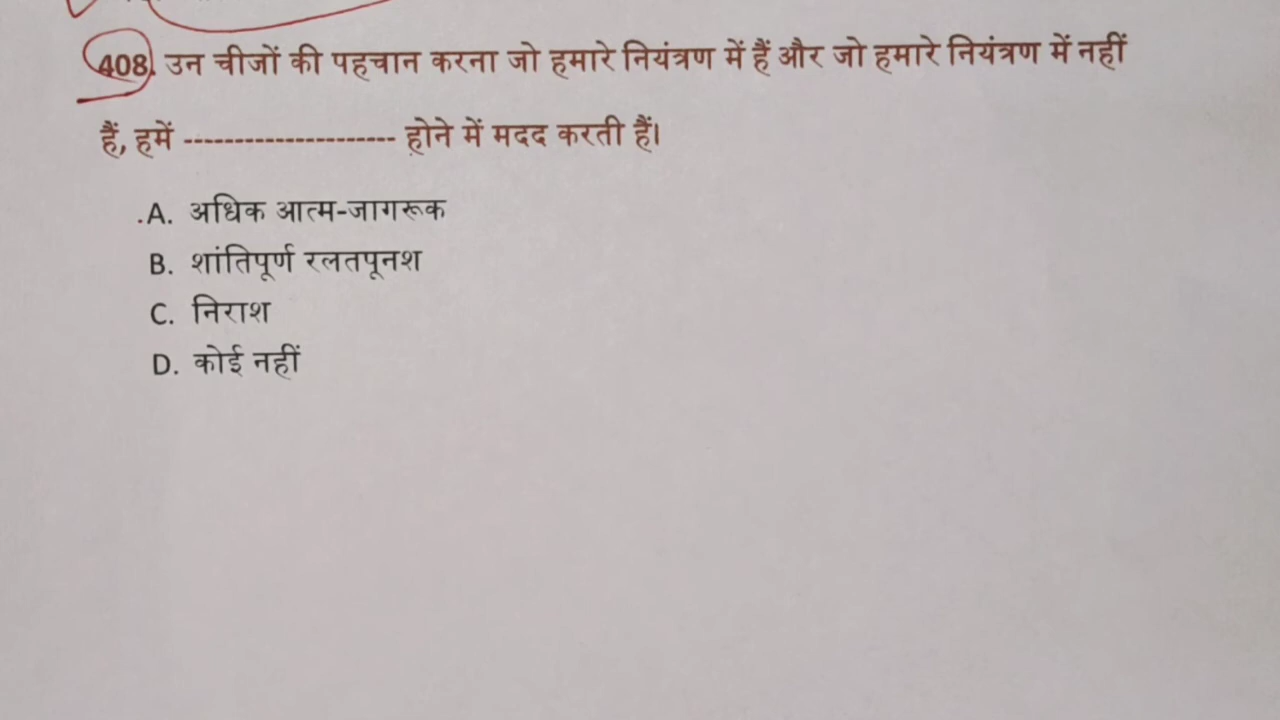 408. उन चीजों की पहचान करना जो हमारे नियंत्रण में हैं और जो हमारे नियंत्रण में नहीं
हैं, हमें --------------------- होने में मदद करती हैं।
.A. अधिक आत्म-जागरूक
B. शांतिपूर्ण रलतपूनश
C. निराश
D. कोई नहीं